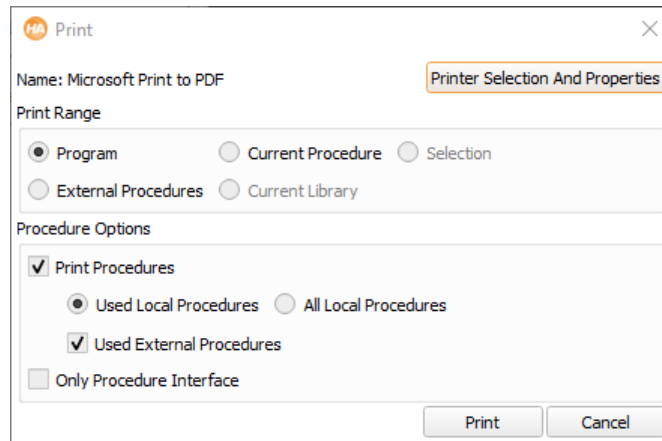 HA Print
Name: Microsoft Print to PDF Printer Selection And Properties
Print Range
Program Current Procedure Selection
External Procedures Current Library
Procedure Options
Print Procedures
Used Local Procedures All Local Procedures
Used External Procedures
Only Procedure Interface
Print Cancel